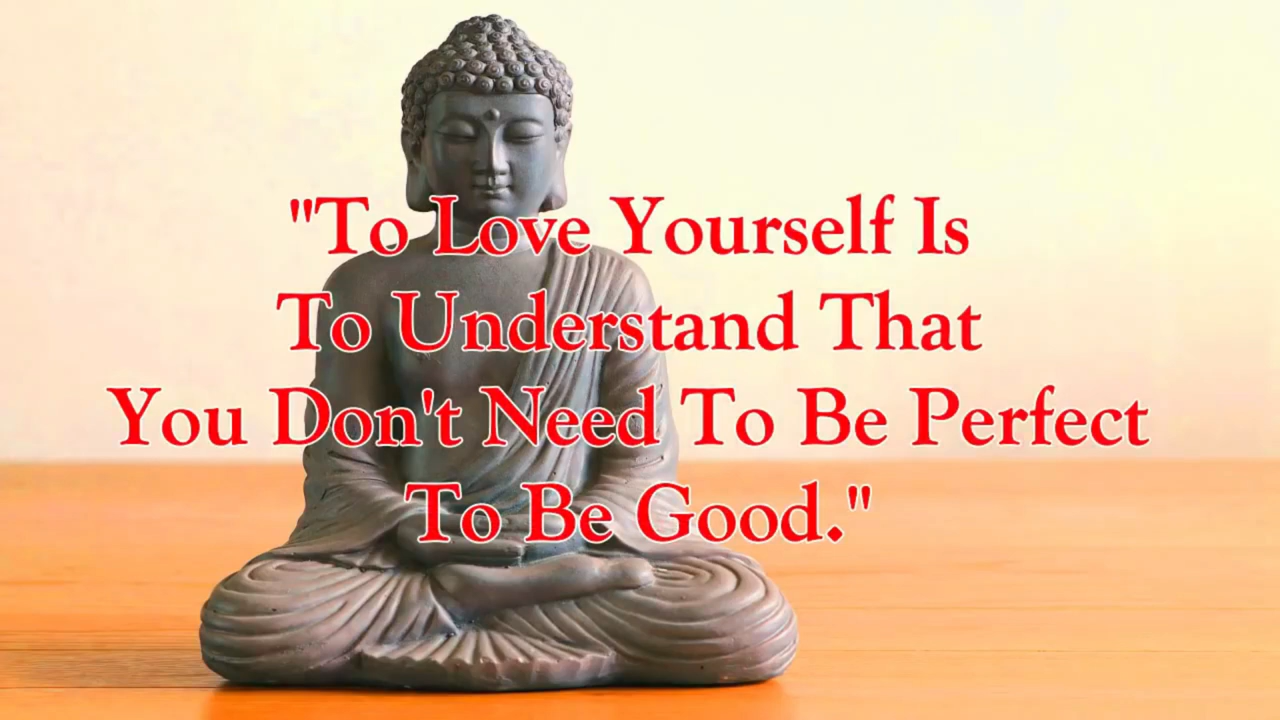 "To Love Yourself Is
To Understand That
You Don't Need To Be Perfect
To Be Good."